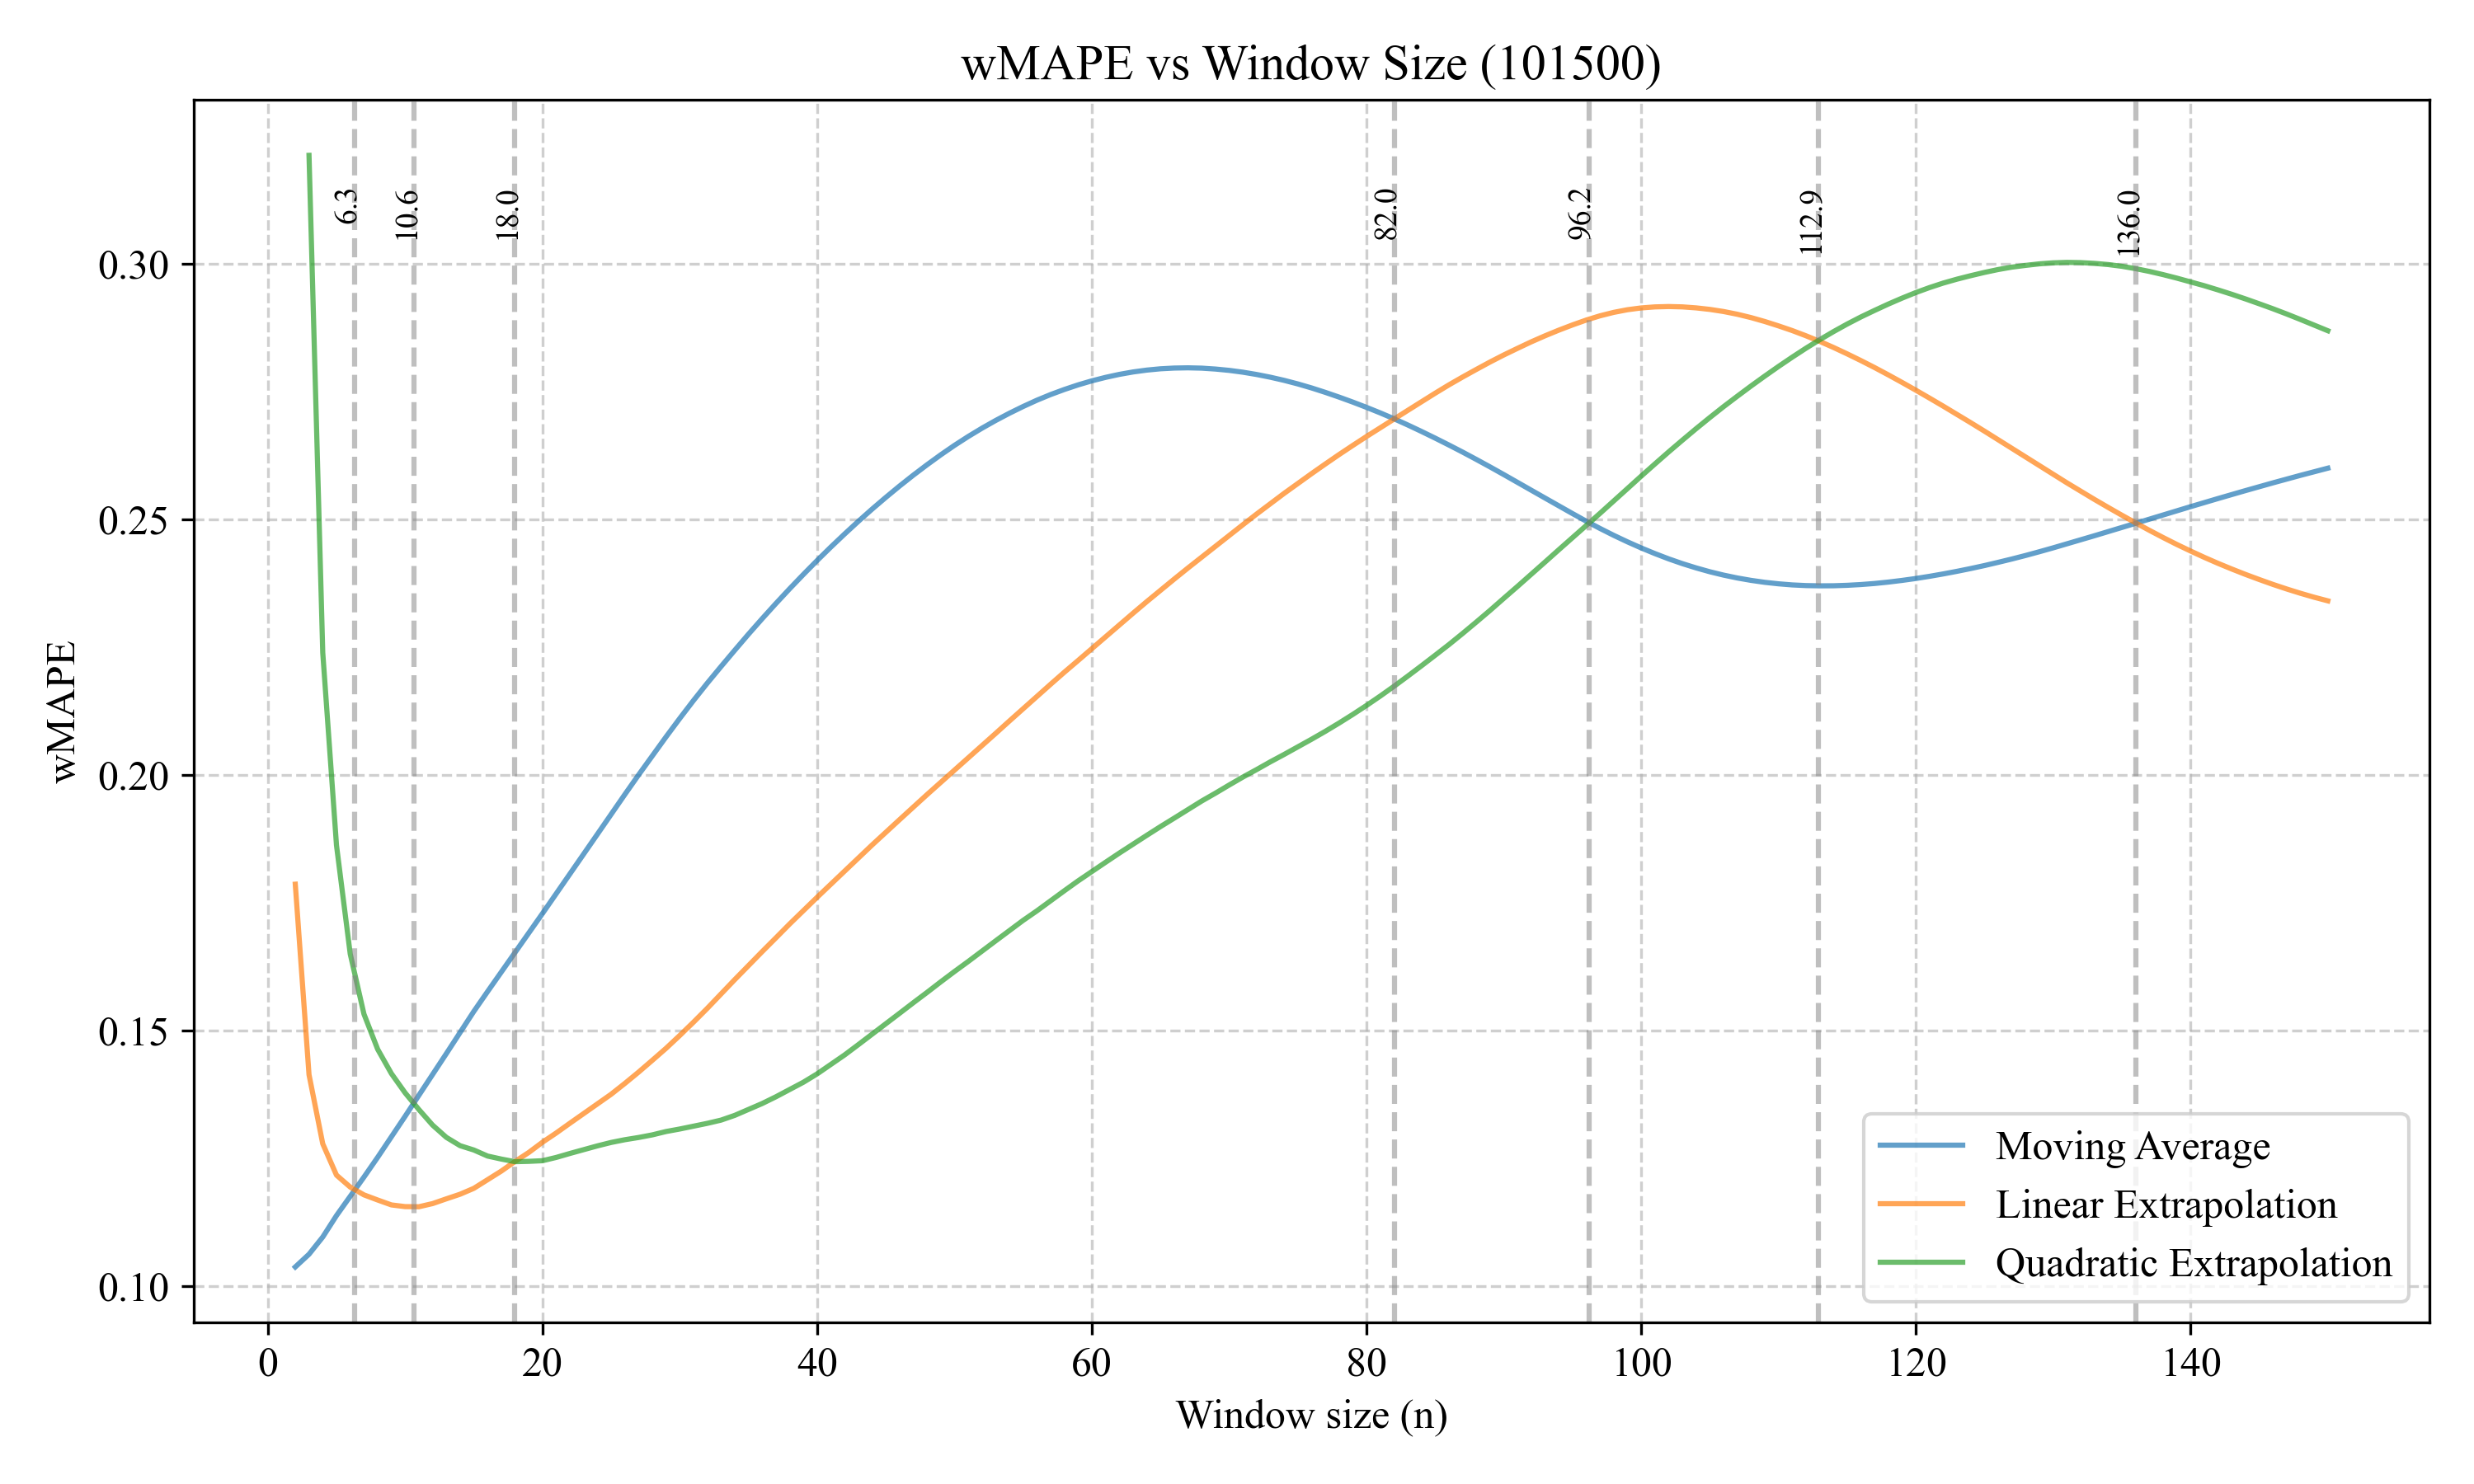 wMAPE vs Window Size (101500)
6.3
10.6
18.0
82.0
96.2
112.9
136.0
0.30
0.25
0.20
0.15
0.10
wMAPE
0 20 40 60 80 100 120 140
Window size (n)
Moving Average
Linear Extrapolation
Quadratic Extrapolation